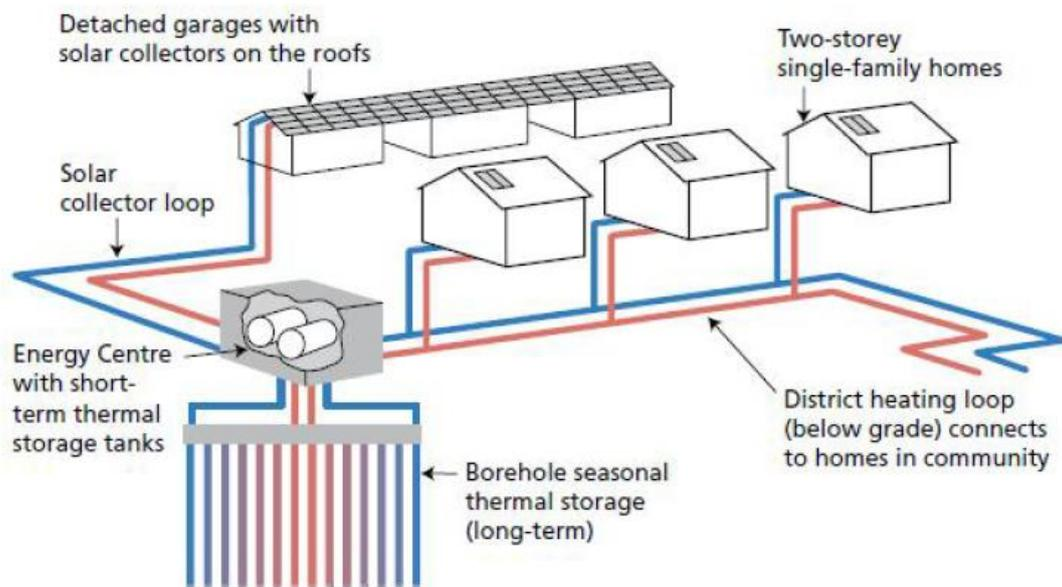 Detached garages with
solar collectors on the roofs
Two-storey
single-family homes
Solar
collector loop
Energy Centre
with short-
term thermal
storage tanks
Borehole seasonal
thermal storage
(long-term)
District heating loop
(below grade) connects
to homes in community